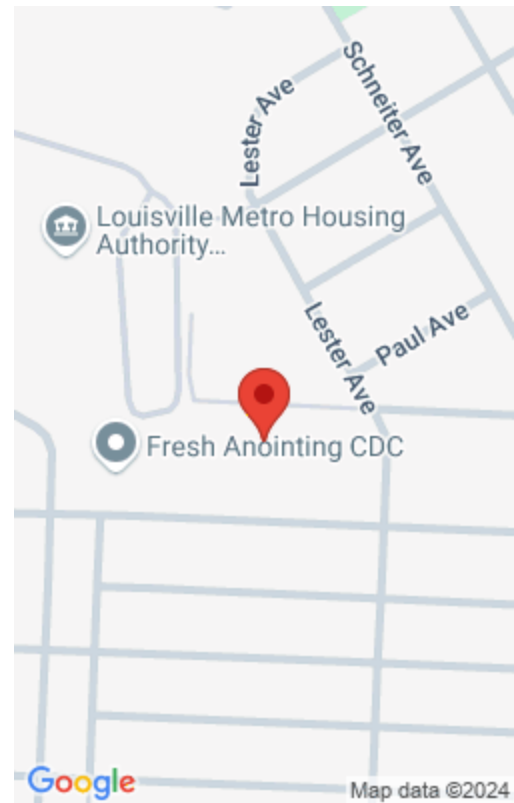 Schneiter Ave
Lester Ave
Louisville Metro Housing
Authority...
Lester Ave
Paul Ave
Fresh Anointing CDC
Google
Map data ©2024